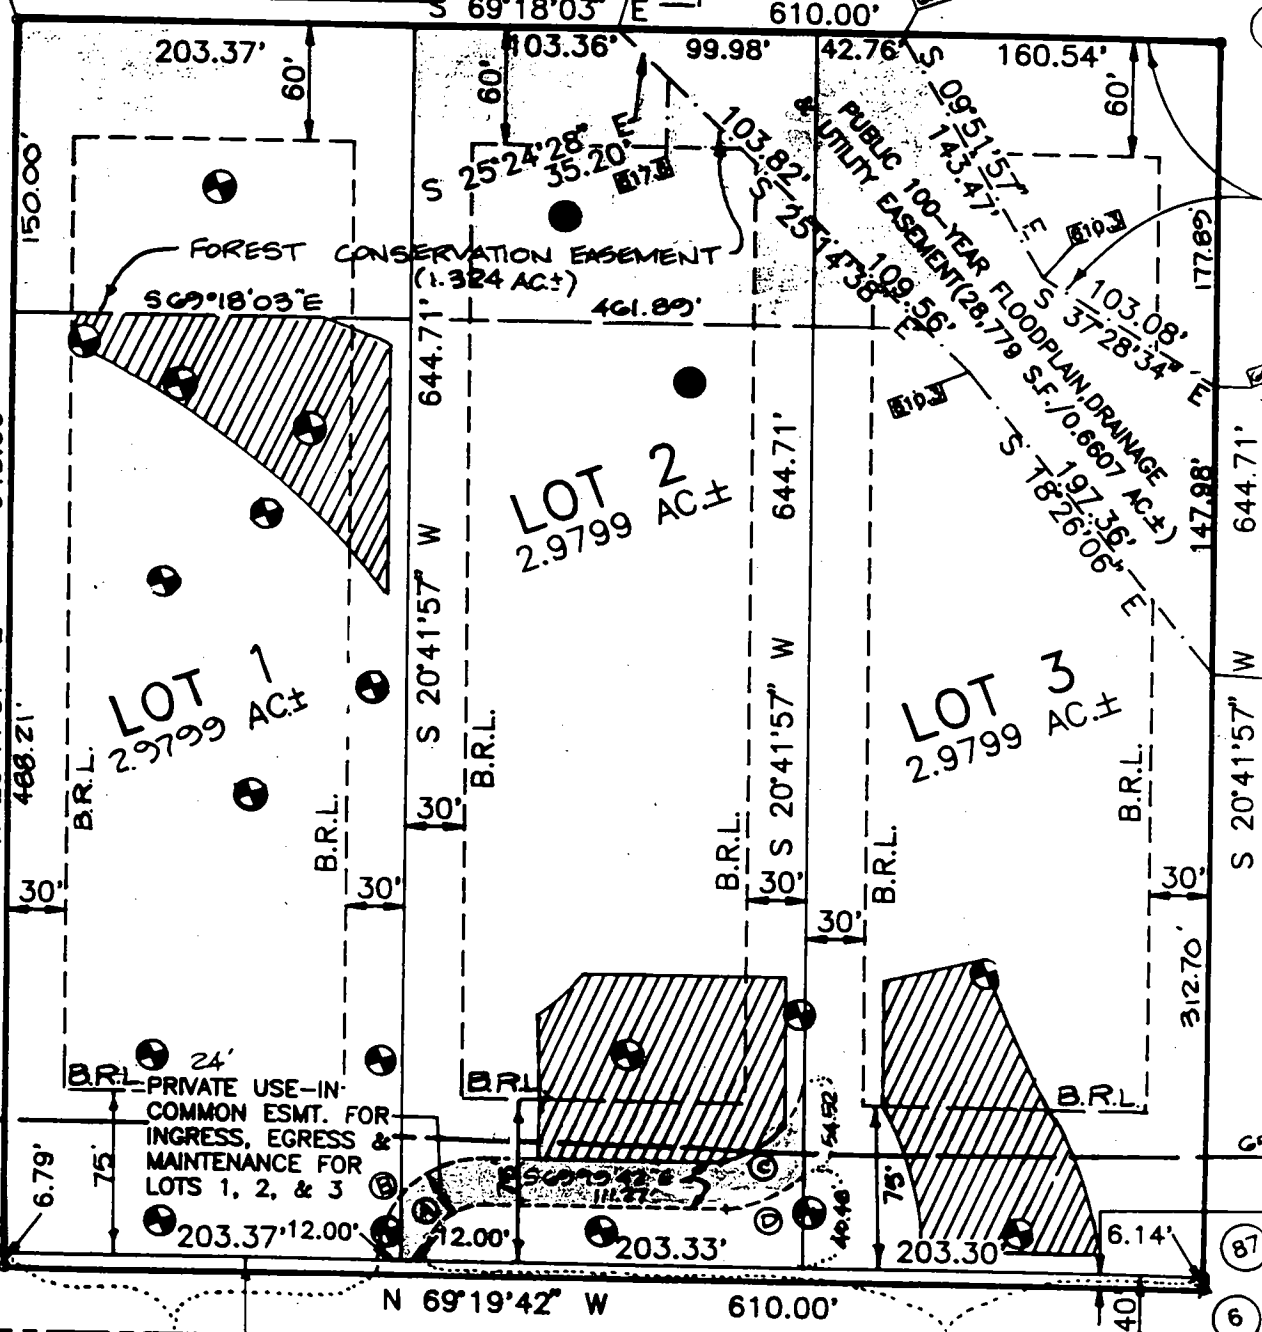 S 69°18'03" E
610.00'
203.37'
103.36'
99.98'
42.76'
160.54'
60'
60'
60'
150.00'
S 25°24'28" E
35.20'
103.82'
S 25°14'38" E
109.56'
S 09°51'57" E
143.47'
PUBLIC 100-YEAR FLOODPLAIN, DRAINAGE
& UTILITY EASEMENT (28,779 S.F./0.6607 AC.±)
177.89'
FOREST CONSERVATION EASEMENT
(1.324 AC.±)
S 69°18'03" E
461.89'
103.08'
S 37°28'34" E
197.36'
S 18°26'06" E
147.98'
644.71'
644.71'
644.71'
LOT 2
2.9799 AC.±
LOT 1
2.9799 AC.±
LOT 3
2.9799 AC.±
S 20°41'57" W
S 20°41'57" W
S 20°41'57" W
488.21'
B.R.L.
B.R.L.
B.R.L.
B.R.L.
B.R.L.
B.R.L.
30'
30'
30'
30'
30'
30'
312.70'
B.R.L.
B.R.L.
B.R.L.
24'
PRIVATE USE-IN-
COMMON ESMT. FOR
INGRESS, EGRESS &
MAINTENANCE FOR
LOTS 1, 2, & 3
6.79'
75'
75'
54.52
40.48
111.27
A
B
C
D
203.37'
12.00'
12.00'
203.33'
203.30
6.14'
87
N 69°19'42" W
610.00'
40
6